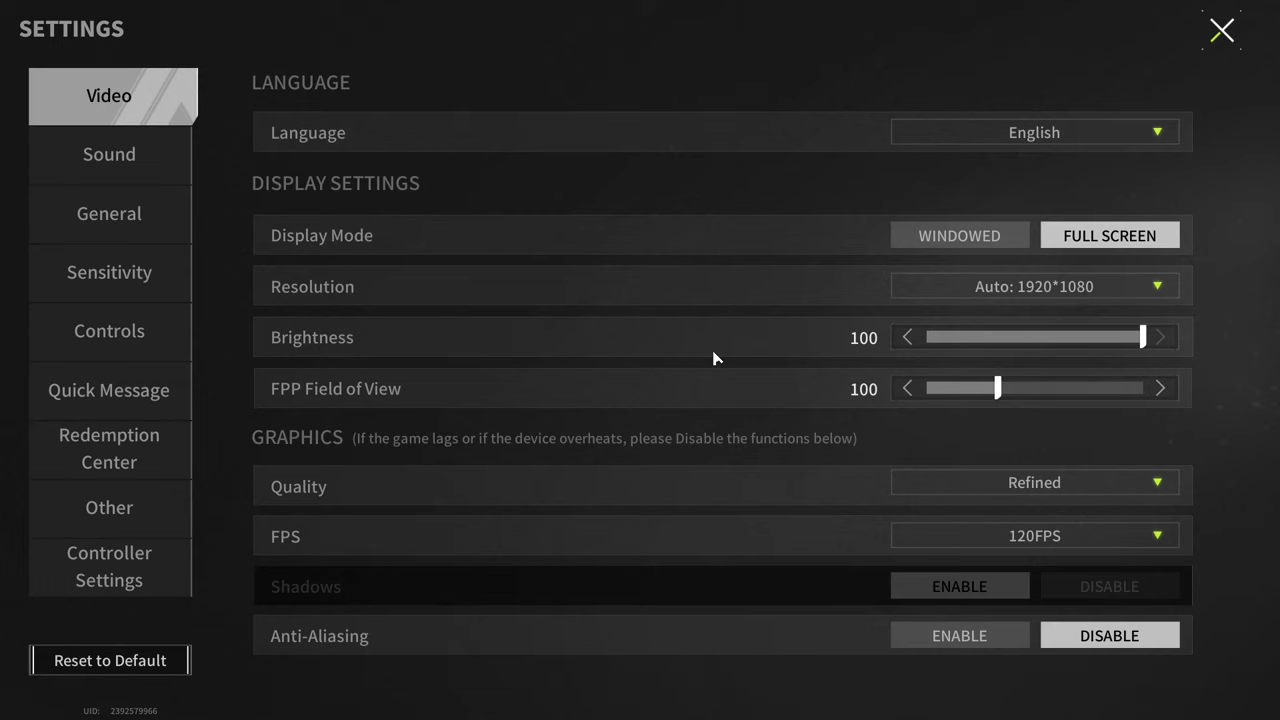 SETTINGS
Video
Sound
General
Sensitivity
Controls
Quick Message
Redemption
Center
Other
Controller
Settings
Reset to Default
UID: 2392579966
LANGUAGE
Language English
DISPLAY SETTINGS
Display Mode WINDOWED FULL SCREEN
Resolution Auto: 1920*1080
Brightness 100
FPP Field of View 100
GRAPHICS (If the game lags or if the device overheats, please Disable the functions below)
Quality Refined
FPS 120FPS
Shadows ENABLE DISABLE
Anti-Aliasing ENABLE DISABLE